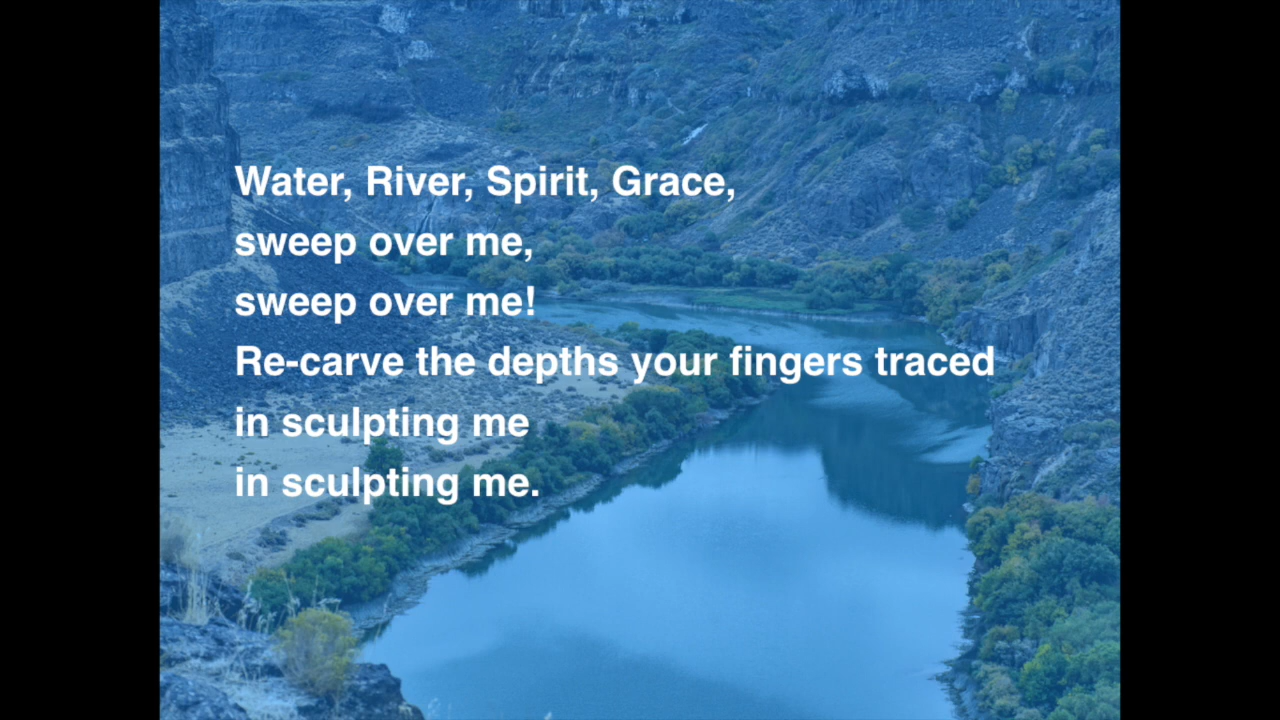 Water, River, Spirit, Grace,
sweep over me,
sweep over me!
Re-carve the depths your fingers traced
in sculpting me
in sculpting me.